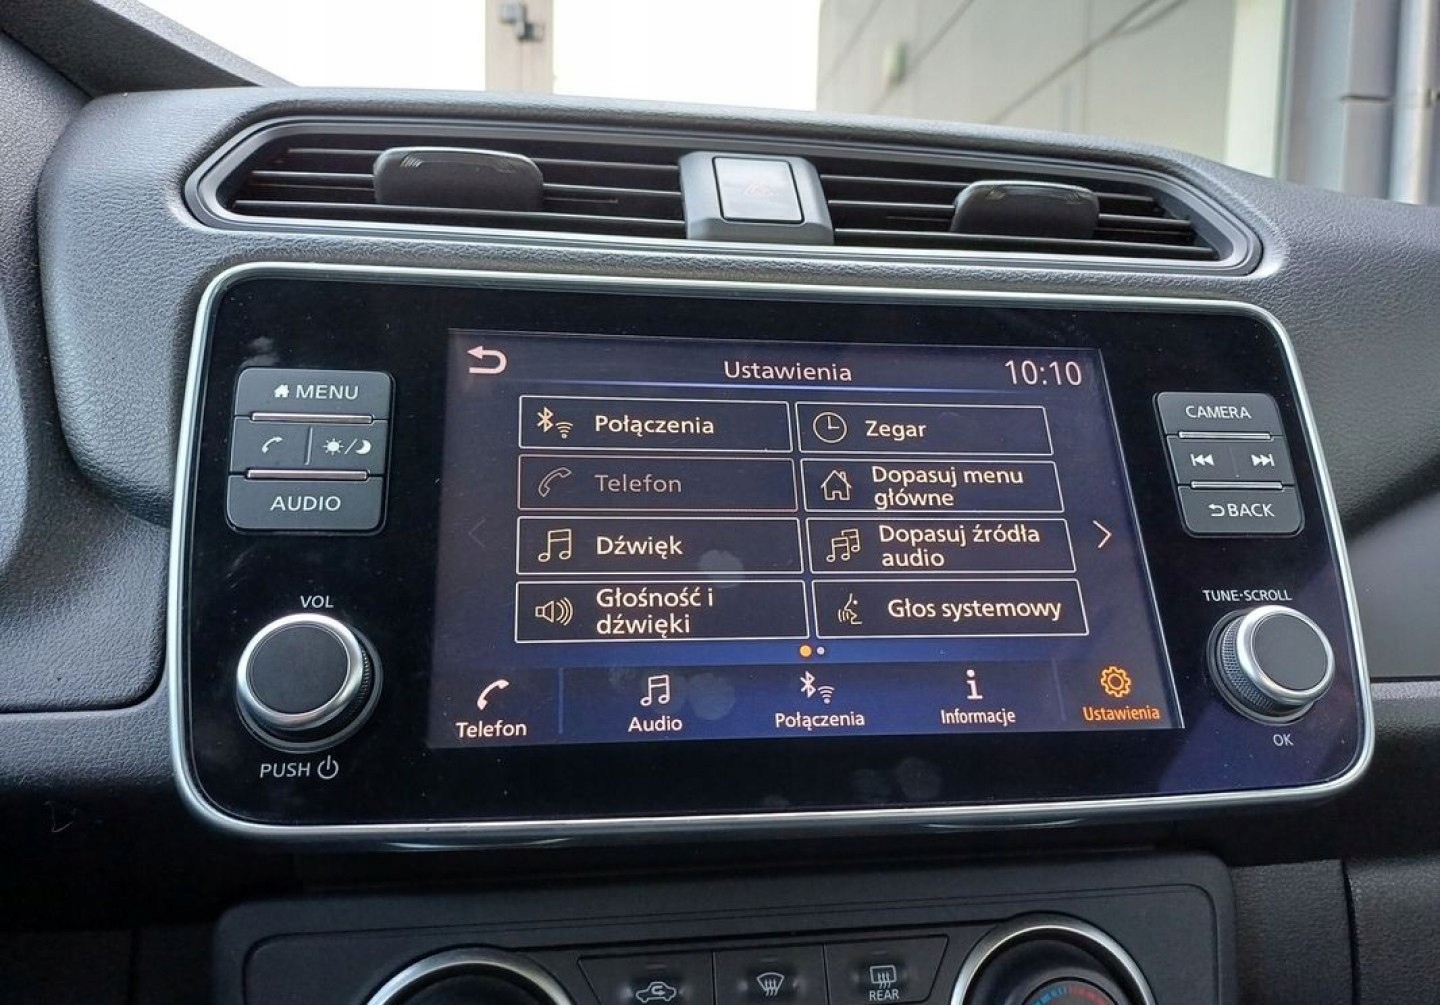 Ustawienia 10:10
MENU
CAMERA
Połączenia
Zegar
Telefon
Dopasuj menu
główne
AUDIO
BACK
Dźwięk
Dopasuj źródła
audio
Głośność i
dźwięki
Głos systemowy
VOL
TUNE·SCROLL
Telefon
Audio
Połączenia
Informacje
Ustawienia
PUSH
OK
REAR